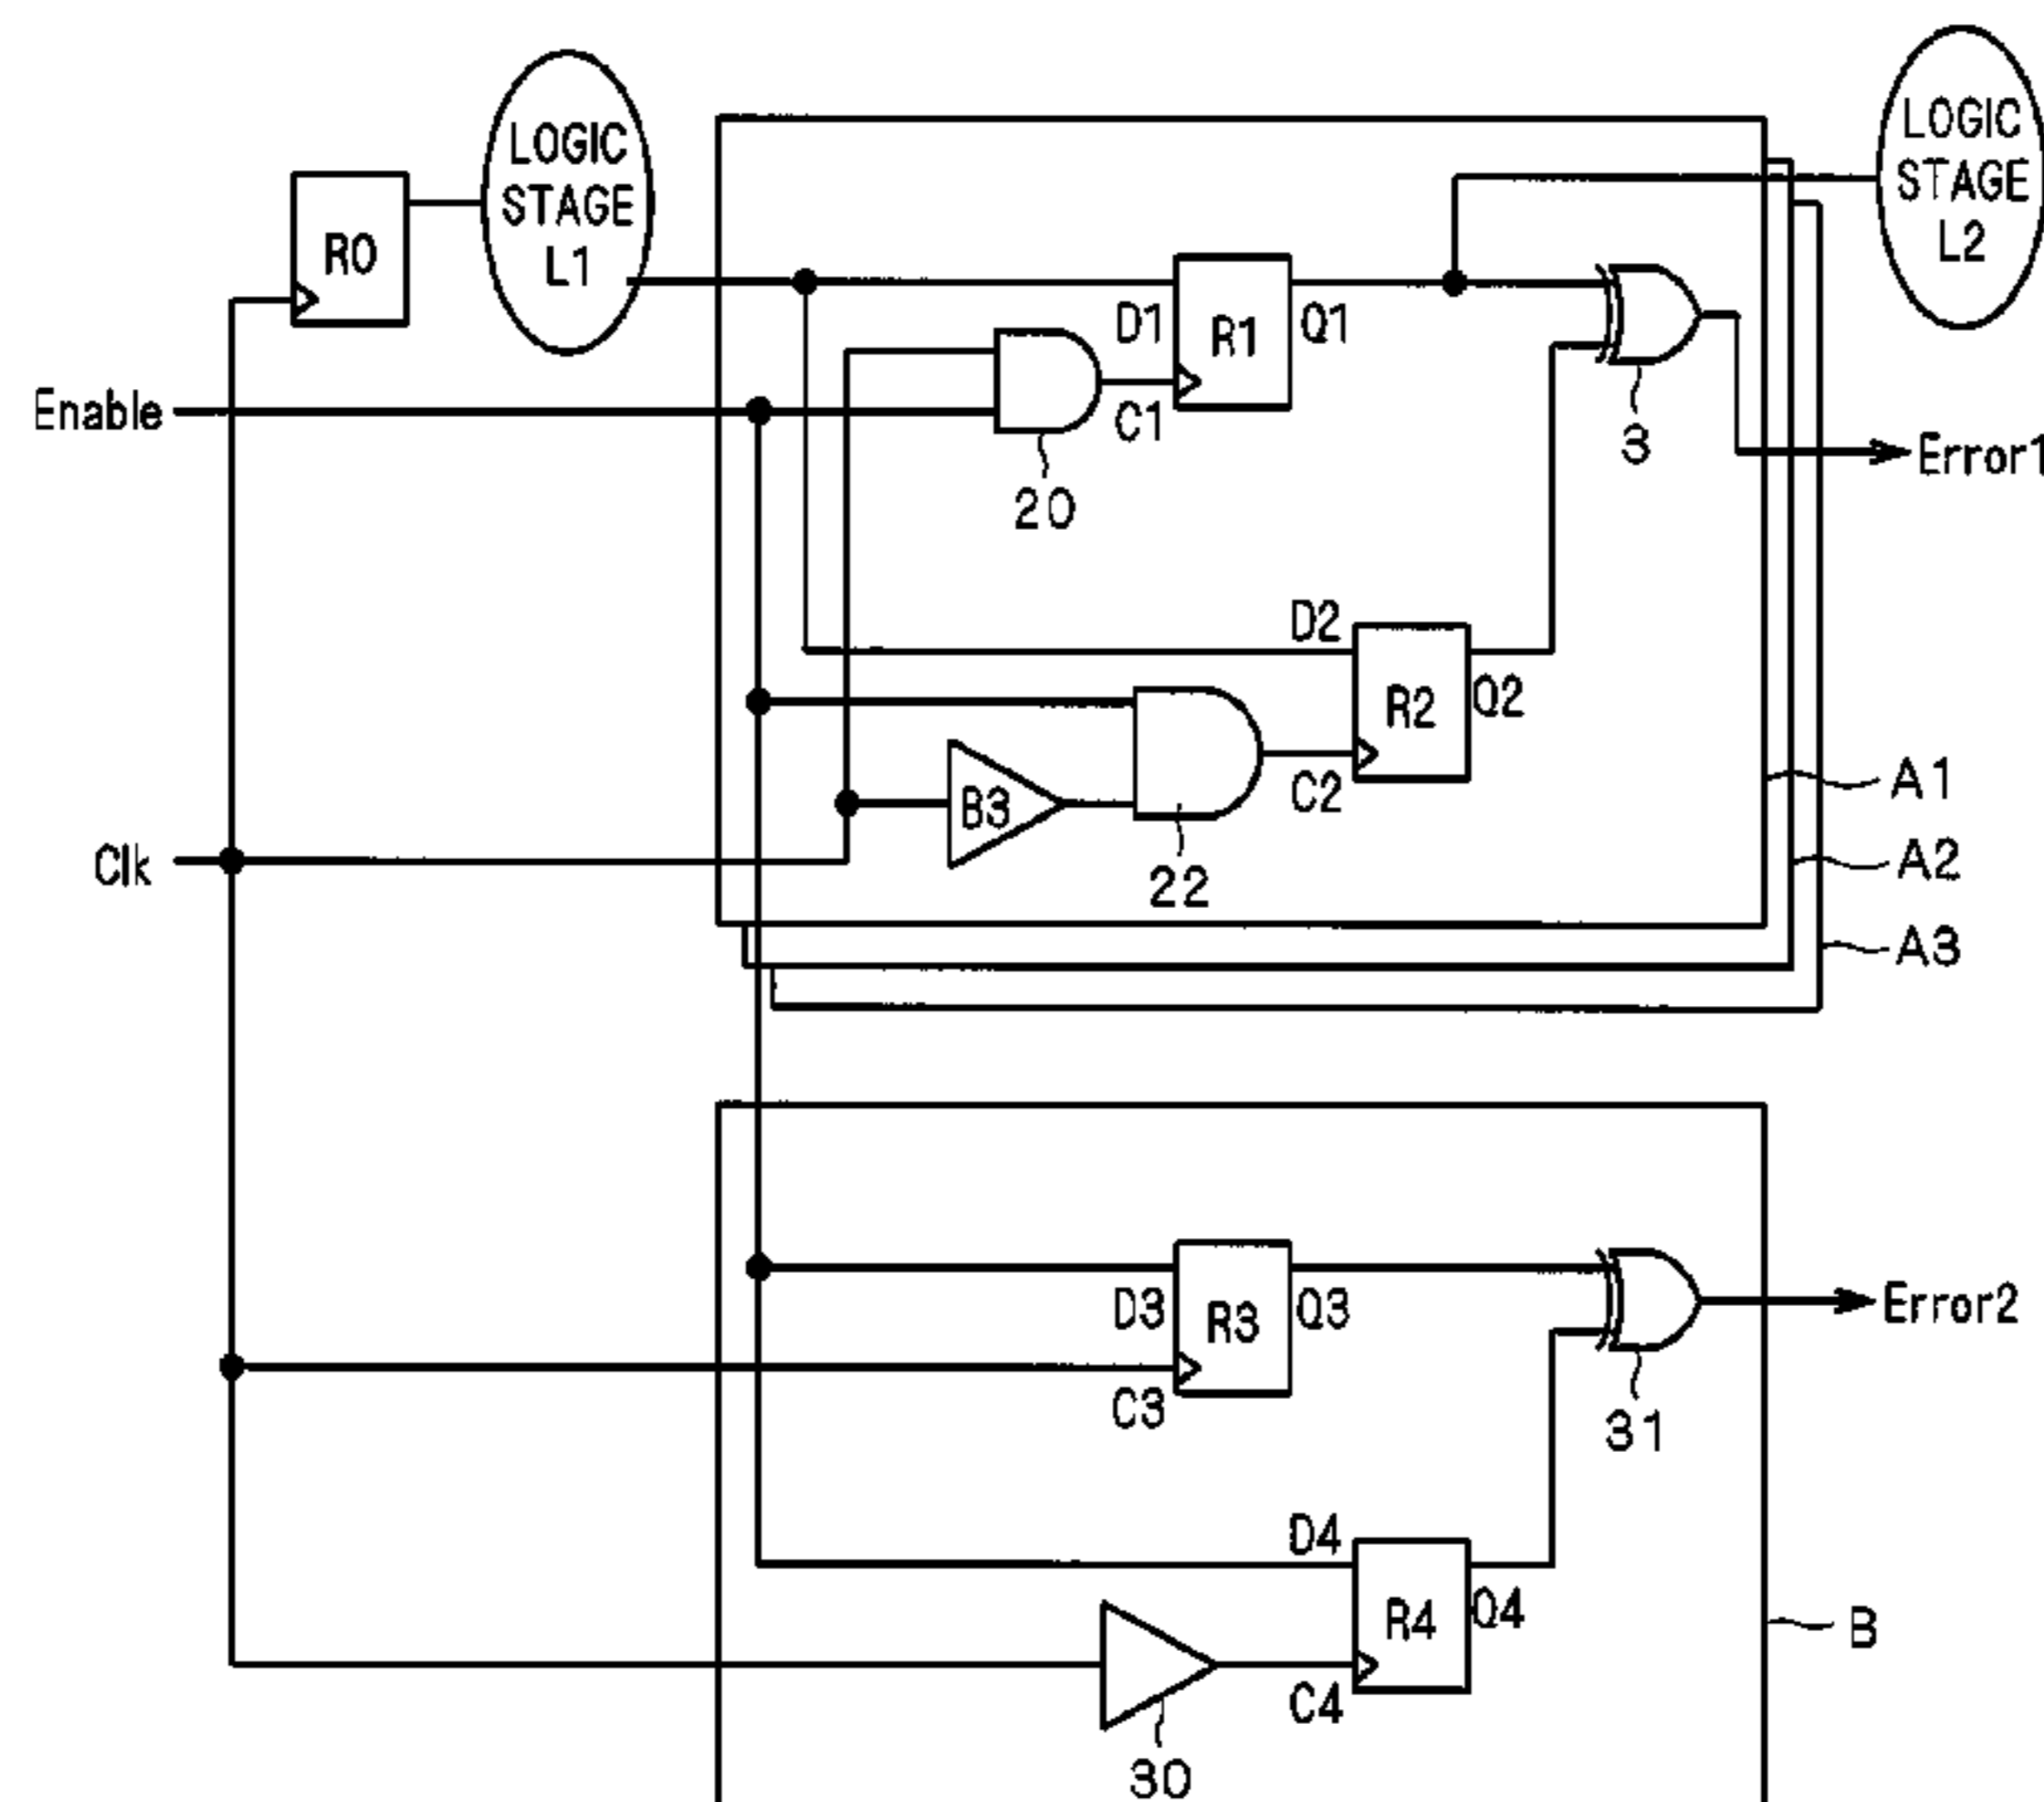 LOGIC
STAGE
L1
LOGIC
STAGE
L2
R0
D1
R1
Q1
Enable
C1
3
Error1
20
D2
R2
Q2
B3
C2
A1
Clk
22
A2
A3
D3
R3
Q3
Error2
C3
31
D4
R4
Q4
B
C4
30